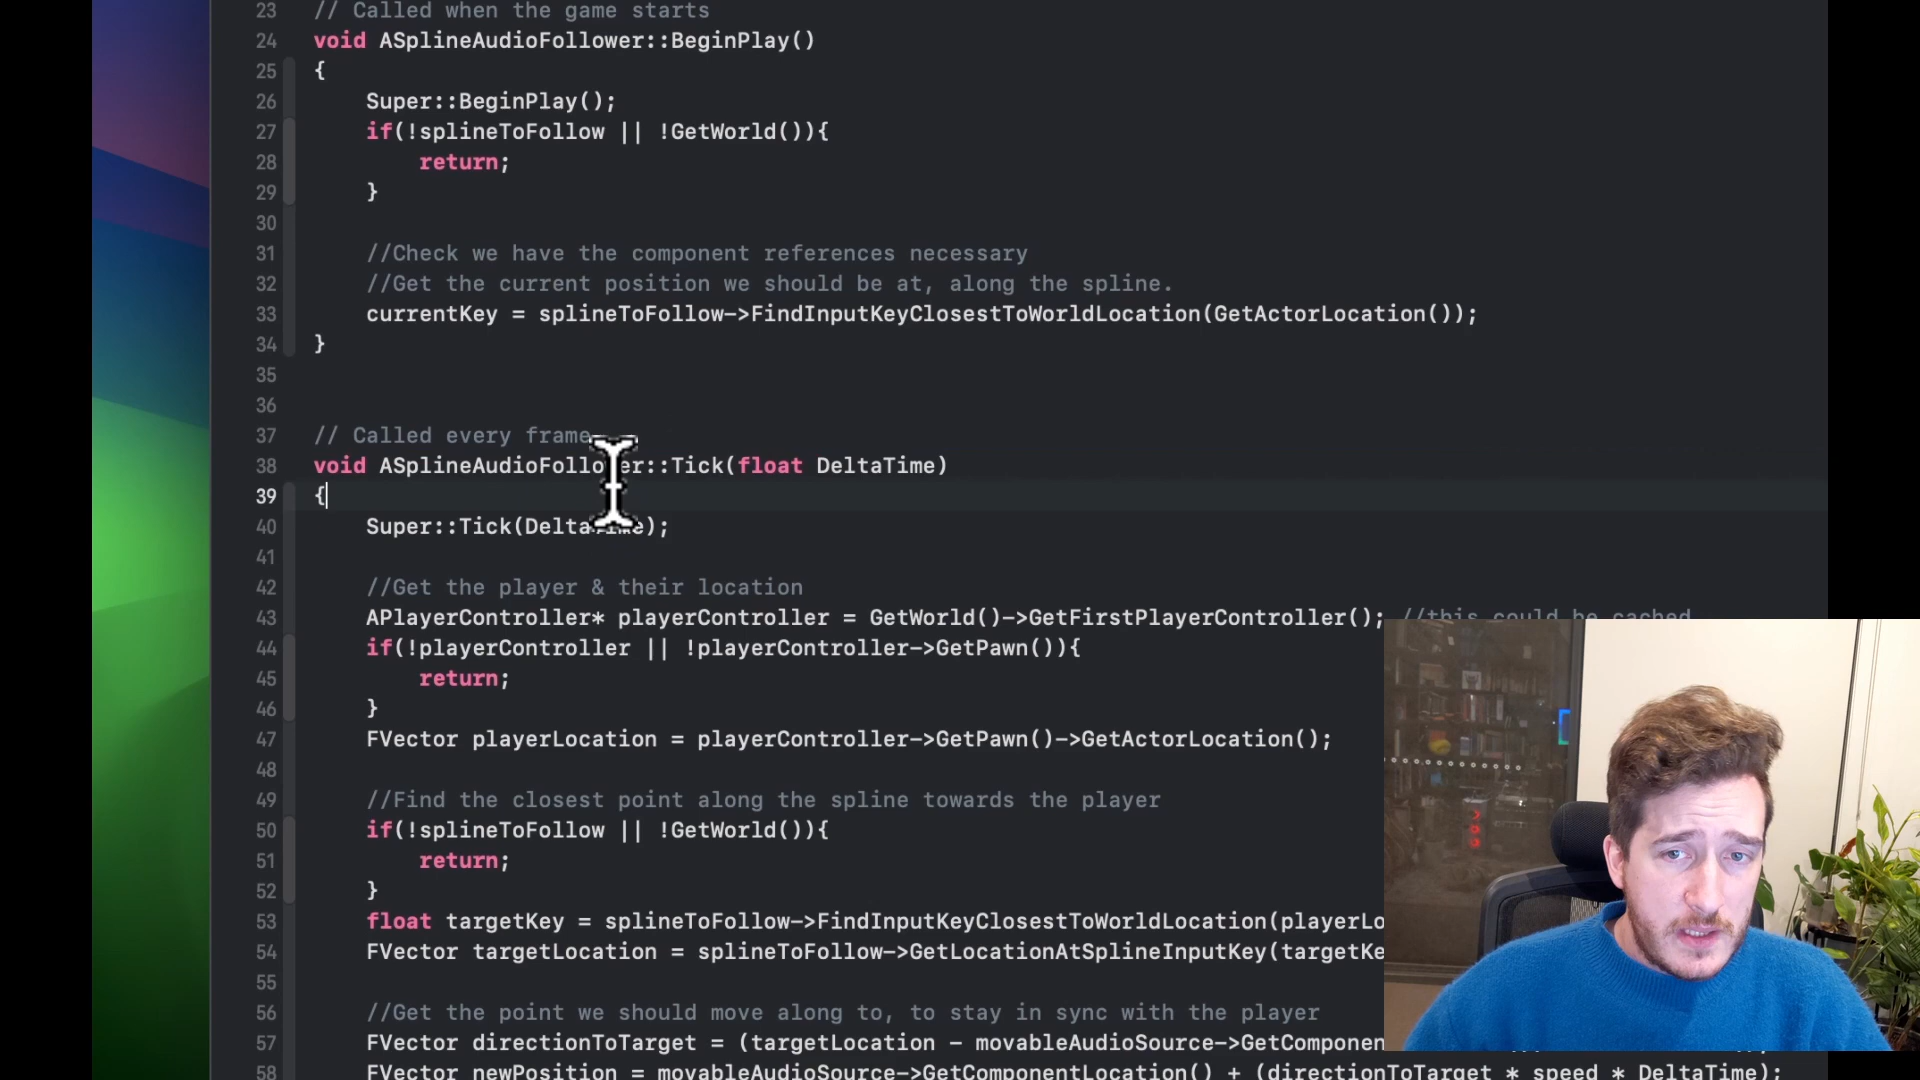 23 // Called when the game starts
24 void ASplineAudioFollower::BeginPlay()
25 {
26 Super::BeginPlay();
27 if(!splineToFollow || !GetWorld()){
28 return;
29 }
30
31 //Check we have the component references necessary
32 //Get the current position we should be at, along the spline.
33 currentKey = splineToFollow->FindInputKeyClosestToWorldLocation(GetActorLocation());
34 }
35
36
37 // Called every frame
38 void ASplineAudioFollower::Tick(float DeltaTime)
39 {
40 Super::Tick(DeltaTime);
41
42 //Get the player & their location
43 APlayerController* playerController = GetWorld()->GetFirstPlayerController(); //this could be cached
44 if(!playerController || !playerController->GetPawn()){
45 return;
46 }
47 FVector playerLocation = playerController->GetPawn()->GetActorLocation();
48
49 //Find the closest point along the spline towards the player
50 if(!splineToFollow || !GetWorld()){
51 return;
52 }
53 float targetKey = splineToFollow->FindInputKeyClosestToWorldLocation(playerLo
54 FVector targetLocation = splineToFollow->GetLocationAtSplineInputKey(targetKe
55
56 //Get the point we should move along to, to stay in sync with the player
57 FVector directionToTarget = (targetLocation - movableAudioSource->GetComponen
58 FVector newPosition = movableAudioSource->GetComponentLocation() + (directionToTarget * speed * DeltaTime);